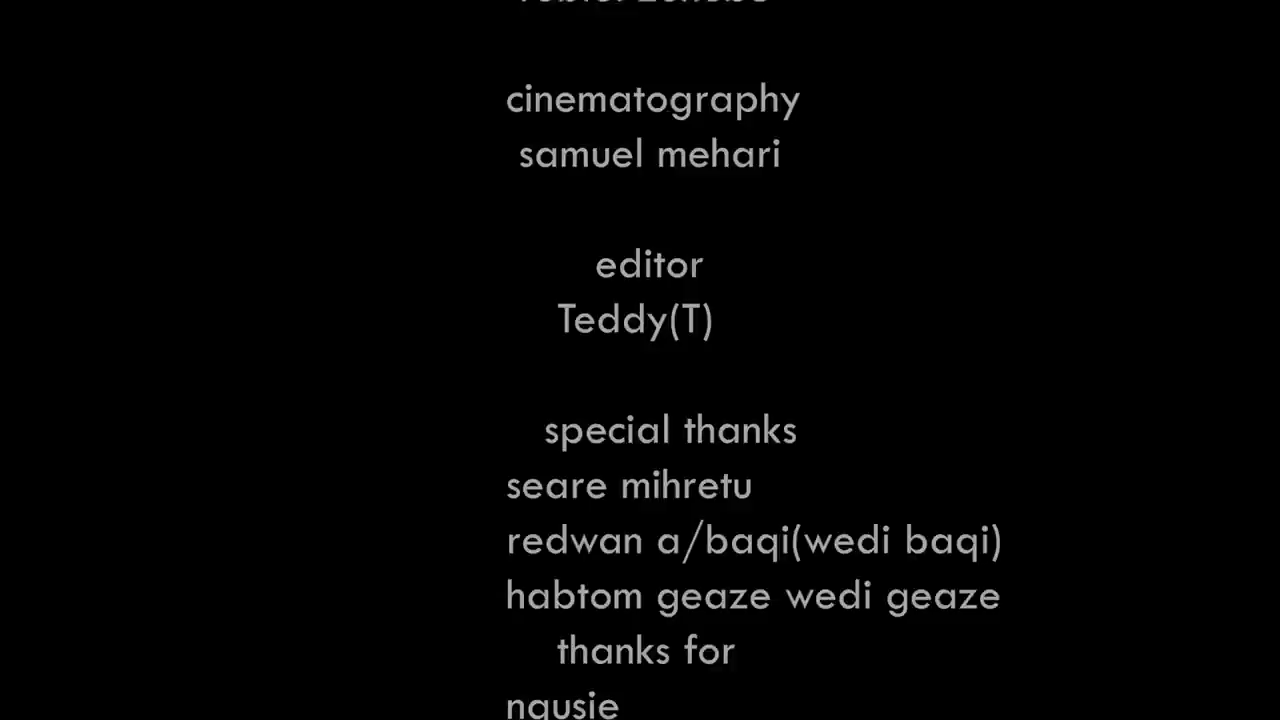 cinematography
samuel mehari
editor
Teddy(T)
special thanks
seare mihretu
redwan a/baqi(wedi baqi)
habtom geaze wedi geaze
thanks for